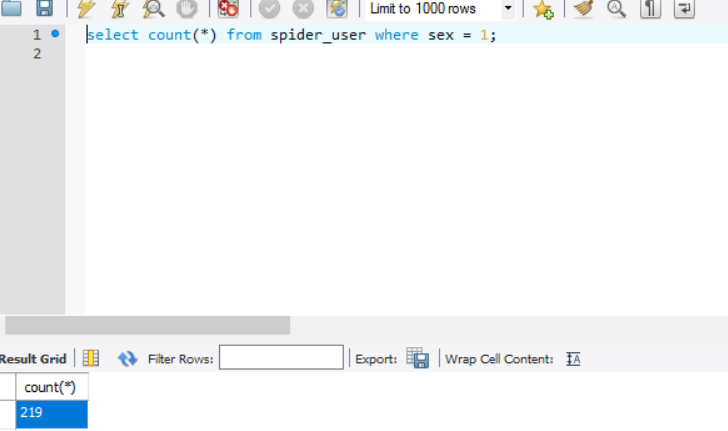 Limit to 1000 rows
1 select count(*) from spider_user where sex = 1;
2
Result Grid Filter Rows: Export: Wrap Cell Content: IA
count(*)
219